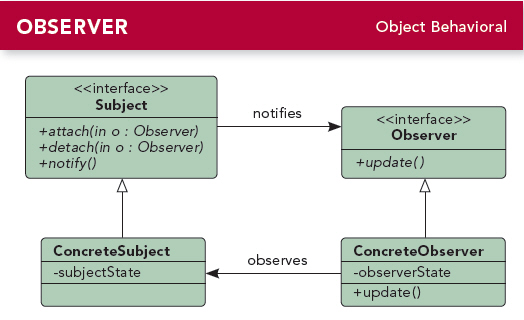 OBSERVER
Object Behavioral
<<interface>>
Subject
+attach(in o : Observer)
+detach(in o : Observer)
+notify()
notifies
<<interface>>
Observer
+update()
ConcreteSubject
-subjectState
observes
ConcreteObserver
-observerState
+update()